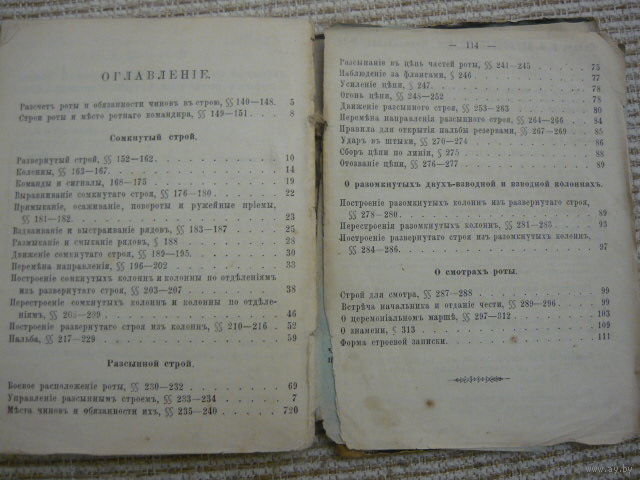 ОГЛАВЛЕНІЕ.
Разсчетъ роты и обязанности чиновъ въ строю, §§ 140—148. 5
Строи роты и мѣсто ротнаго командира, §§ 149—151. 8
Сомкнутый строй.
Развернутый строй, §§ 152—162. 10
Колонны, §§ 163—167. 14
Команды и сигналы, 168—175 19
Выравниваніе сомкнутаго строя, §§ 176—180 22
Примыканіе, осаживаніе, повороты и ружейные пріемы,
§§ 181—182. 23
Вздваиваніе и выстраиваніе рядовъ, §§ 183—187 25
Размыканіе и смыканіе рядовъ, § 188 28
Движеніе сомкнутаго строя, §§ 189—195. 30
Перемѣна направленія, §§ 196—202 33
Построеніе сомкнутыхъ колоннъ и колонны по отдѣленіямъ
изъ развернутаго строя, §§ 203—207 38
Перестроеніе сомкнутыхъ колоннъ и колонны по отдѣле-
ніямъ, §§ 208—209 46
Построеніе развернутаго строя изъ колоннъ, §§ 210—216 52
Пальба, §§ 217—229 59
Разсыпной строй.
Боевое расположеніе роты, §§ 230—232 69
Управленіе разсыпнымъ строемъ, §§ 233—234 7
Мѣста чиновъ и обязанности ихъ, §§ 235—240 720
— 114 —
Разсыпаніе въ цѣпь частей роты, §§ 241—245 75
Наблюденіе за флангами, § 246 77
Усиленіе цѣпи, § 247. 78
Огонь цѣпи, §§ 248—252 78
Движеніе разсыпного строя, §§ 253—263 80
Перемѣна направленія разсыпного строя, §§ 264—266 84
Правила для открытія пальбы резервами, §§ 267—269 85
Ударъ въ штыки, §§ 270—274 86
Сборъ цѣпи по линіи, § 275 88
Отозваніе цѣпи, §§ 276—277 89
О разомкнутыхъ двухъ-взводной и взводной колоннахъ.
Построеніе разомкнутыхъ колоннъ изъ развернутаго строя,
§§ 278—280. 89
Перестроенія разомкнутыхъ колоннъ, §§ 281—283 93
Построеніе развернутаго строя изъ разомкнутыхъ колоннъ,
§§ 284—286. 97
О смотрахъ роты.
Строй для смотра, §§ 287—288 99
Встрѣча начальника и отданіе чести, §§ 289—296 99
О церемоніальномъ маршѣ, §§ 297—312 103
О знамени, § 313 109
Форма строевой записки. 111
www.ay.by